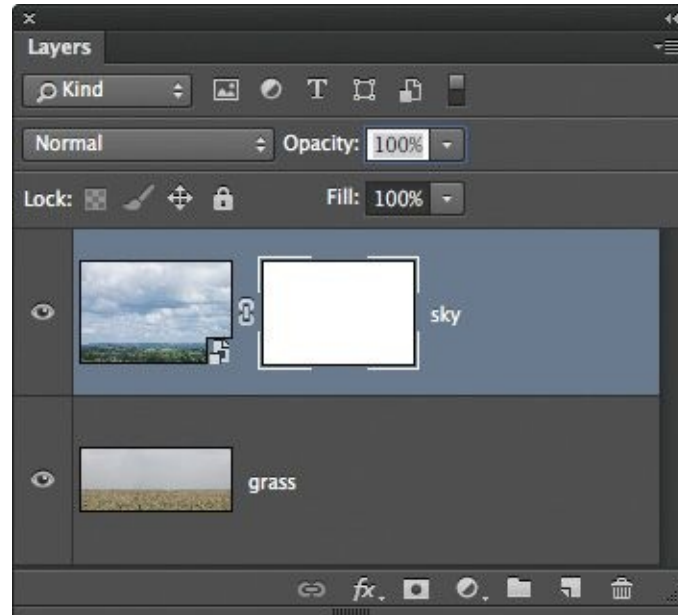 Layers
Kind
Normal Opacity: 100%
Lock: Fill: 100%
sky
grass
fx.